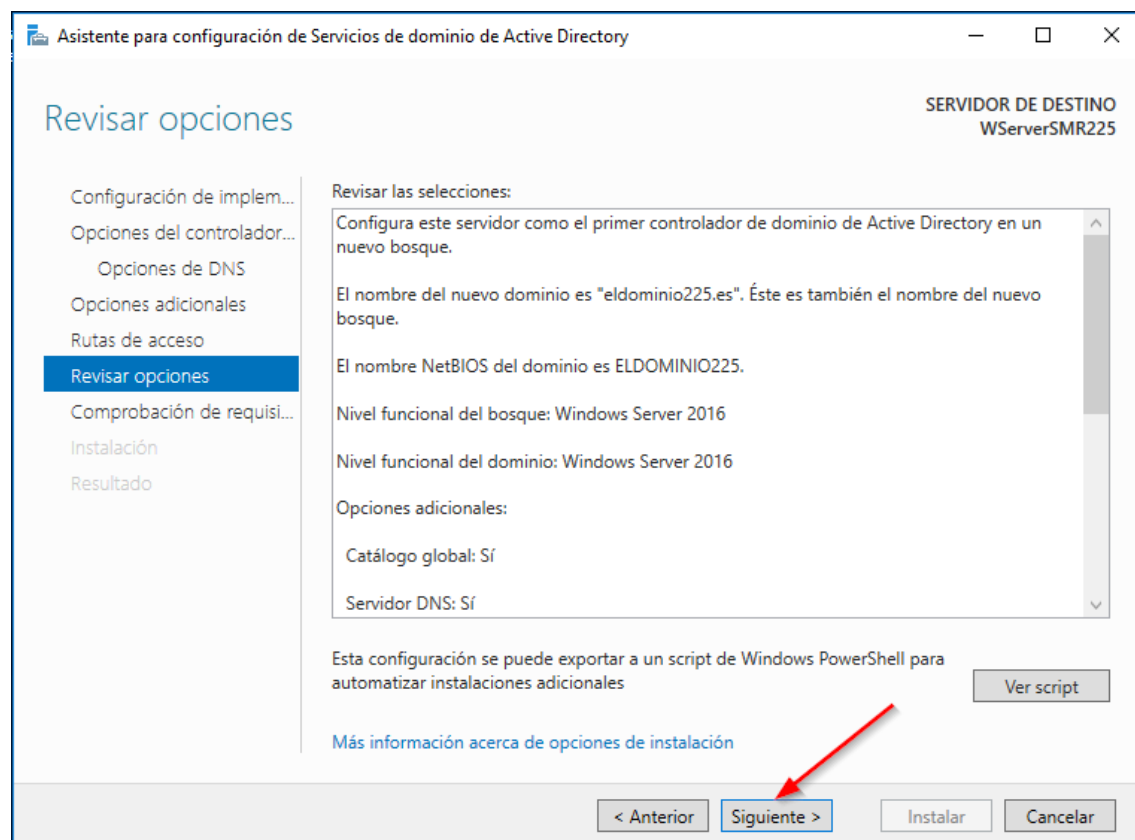 Asistente para configuración de Servicios de dominio de Active Directory
Revisar opciones
SERVIDOR DE DESTINO
WServerSMR225
Configuración de implem...
Opciones del controlador...
Opciones de DNS
Opciones adicionales
Rutas de acceso
Revisar opciones
Comprobación de requisi...
Instalación
Resultado
Revisar las selecciones:
Configura este servidor como el primer controlador de dominio de Active Directory en un
nuevo bosque.
El nombre del nuevo dominio es "eldominio225.es". Éste es también el nombre del nuevo
bosque.
El nombre NetBIOS del dominio es ELDOMINIO225.
Nivel funcional del bosque: Windows Server 2016
Nivel funcional del dominio: Windows Server 2016
Opciones adicionales:
Catálogo global: Sí
Servidor DNS: Sí
Esta configuración se puede exportar a un script de Windows PowerShell para
automatizar instalaciones adicionales
Ver script
Más información acerca de opciones de instalación
< Anterior
Siguiente >
Instalar
Cancelar